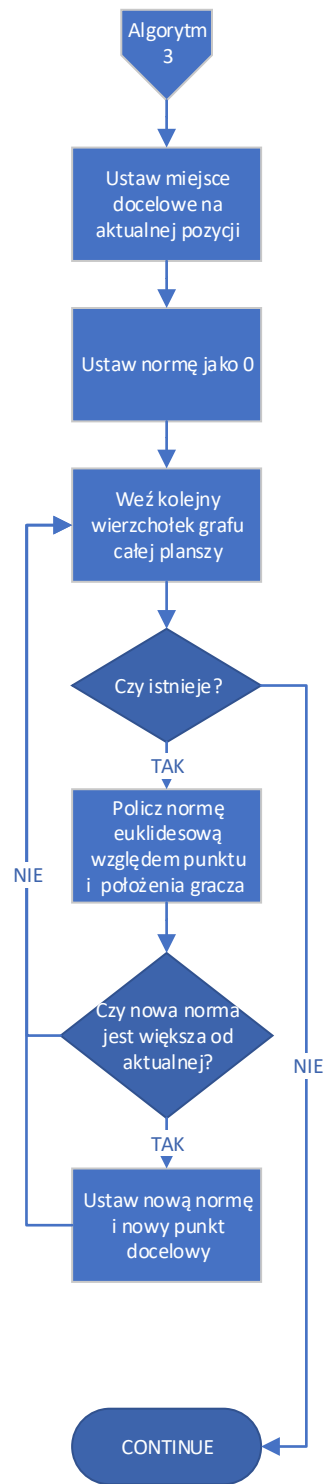 Algorytm
3
Ustaw miejsce
docelowe na
aktualnej pozycji
Ustaw normę jako 0
Weź kolejny
wierzchołek grafu
całej planszy
Czy istnieje?
TAK
Policz normę
euklidesową
względem punktu
i położenia gracza
NIE
Czy nowa norma
jest większa od
aktualnej?
NIE
TAK
Ustaw nową normę
i nowy punkt
docelowy
CONTINUE